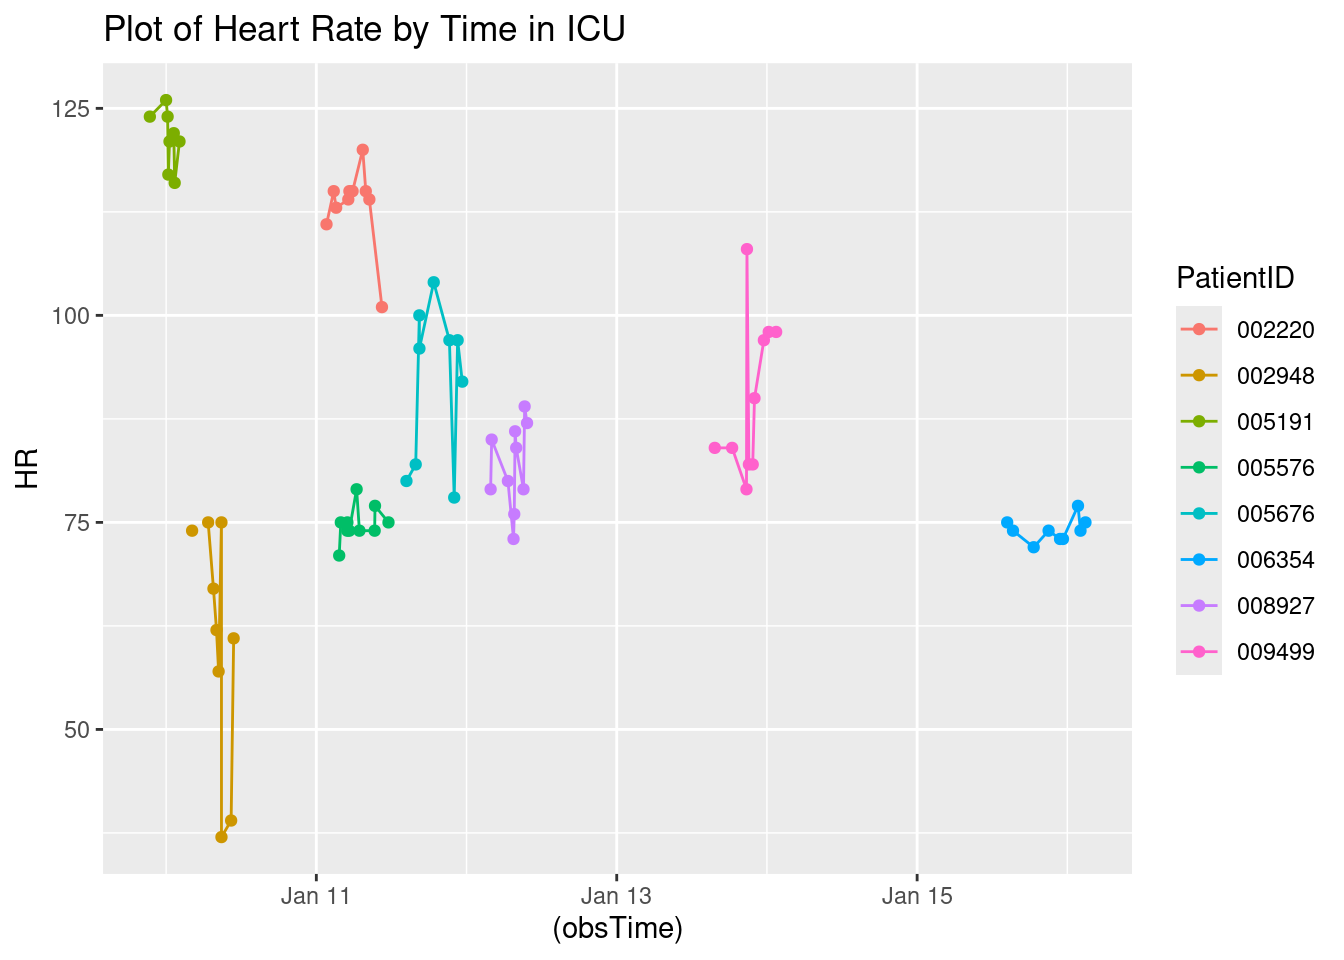 Plot of Heart Rate by Time in ICU
125
100
75
50
HR
Jan 11
Jan 13
Jan 15
(obsTime)
PatientID
002220
002948
005191
005576
005676
006354
008927
009499